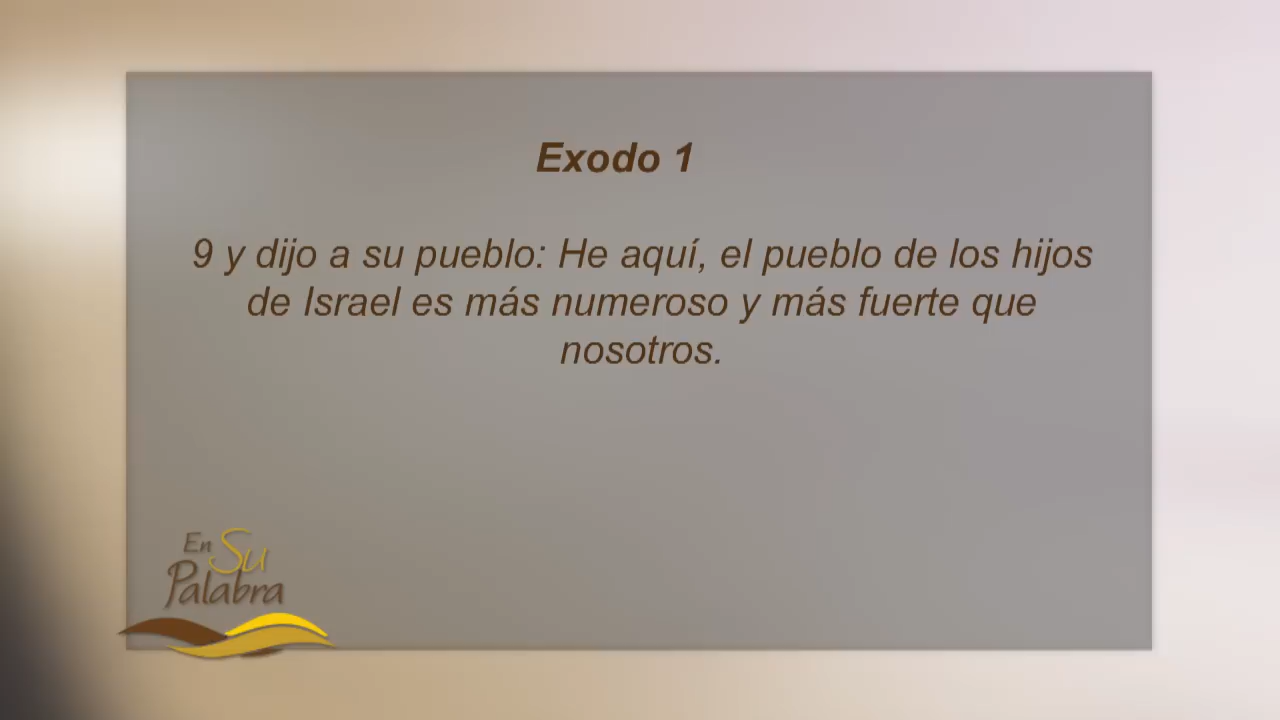 Exodo 1
9 y dijo a su pueblo: He aquí, el pueblo de los hijos
de Israel es más numeroso y más fuerte que
nosotros.
En Su
Palabra